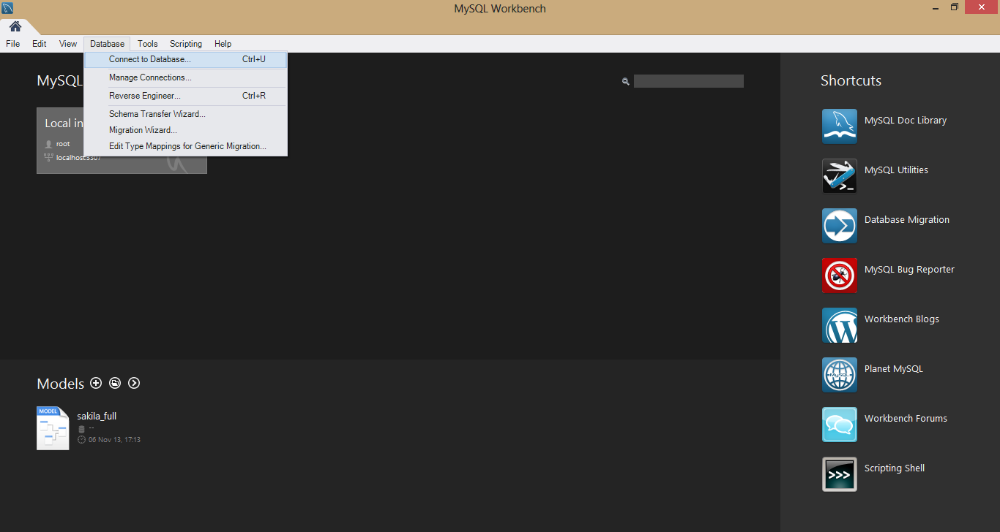 MySQL Workbench
File Edit View Database Tools Scripting Help
Connect to Database... Ctrl+U
Manage Connections...
Reverse Engineer... Ctrl+R
Schema Transfer Wizard...
Migration Wizard...
Edit Type Mappings for Generic Migration...
MySQL
Local in
root
localhost:3307
Models
MODEL
sakila_full
--
06 Nov 13, 17:13
Shortcuts
MySQL Doc Library
MySQL Utilities
>_
Database Migration
MySQL Bug Reporter
Workbench Blogs
W
MySQL
Planet MySQL
Workbench Forums
>>>
Scripting Shell